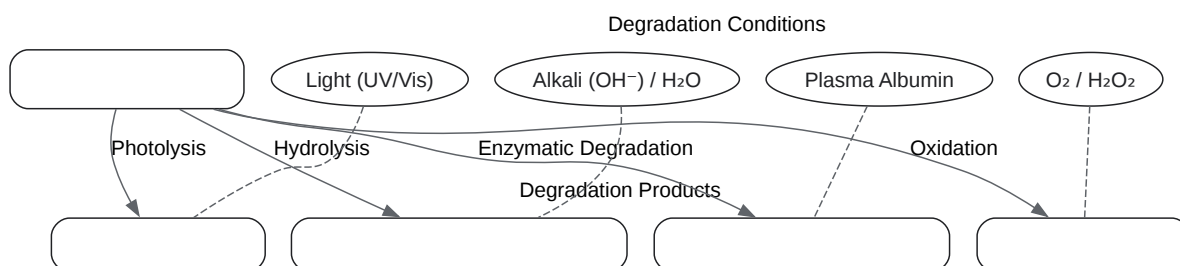 Degradation Conditions
Light (UV/Vis)
Alkali (OH⁻) / H₂O
Plasma Albumin
O₂ / H₂O₂
Photolysis
Hydrolysis
Enzymatic Degradation
Oxidation
Degradation Products